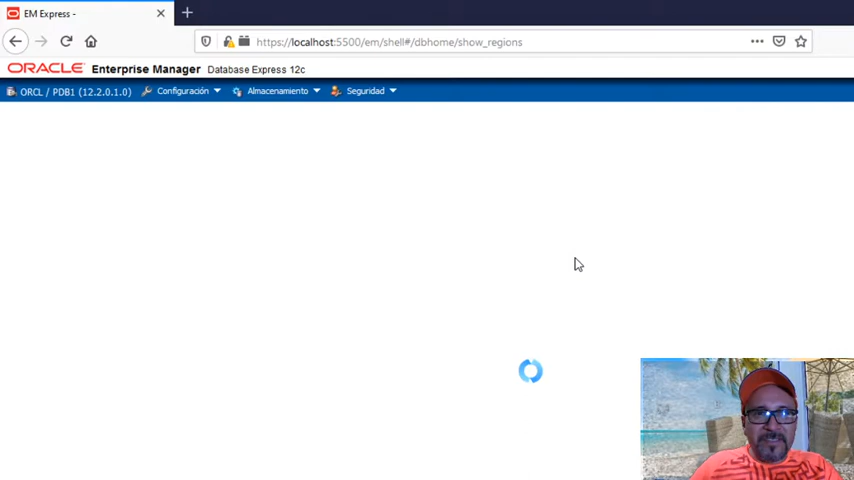 EM Express -
https://localhost:5500/em/shell#/dbhome/show_regions
ORACLE Enterprise Manager Database Express 12c
ORCL / PDB1 (12.2.0.1.0) Configuración Almacenamiento Seguridad